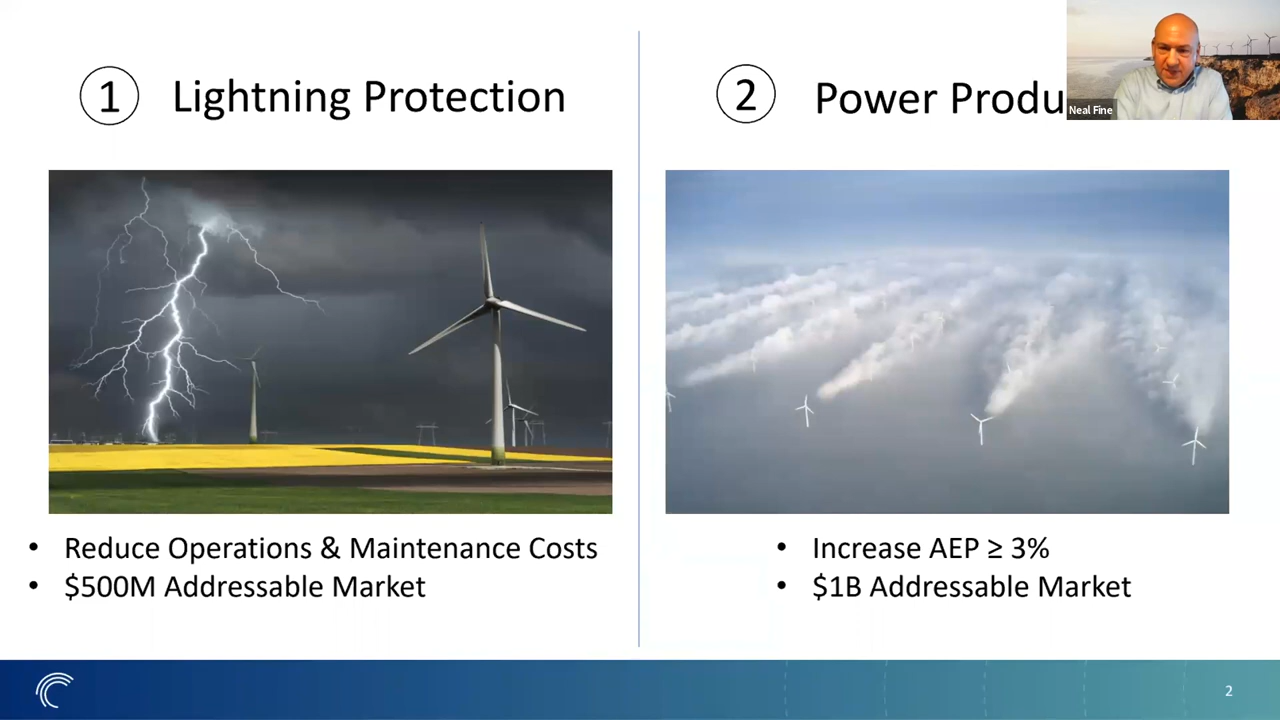 1 Lightning Protection
2 Power Produ
Neal Fine
• Reduce Operations & Maintenance Costs
• $500M Addressable Market
• Increase AEP ≥ 3%
• $1B Addressable Market
2